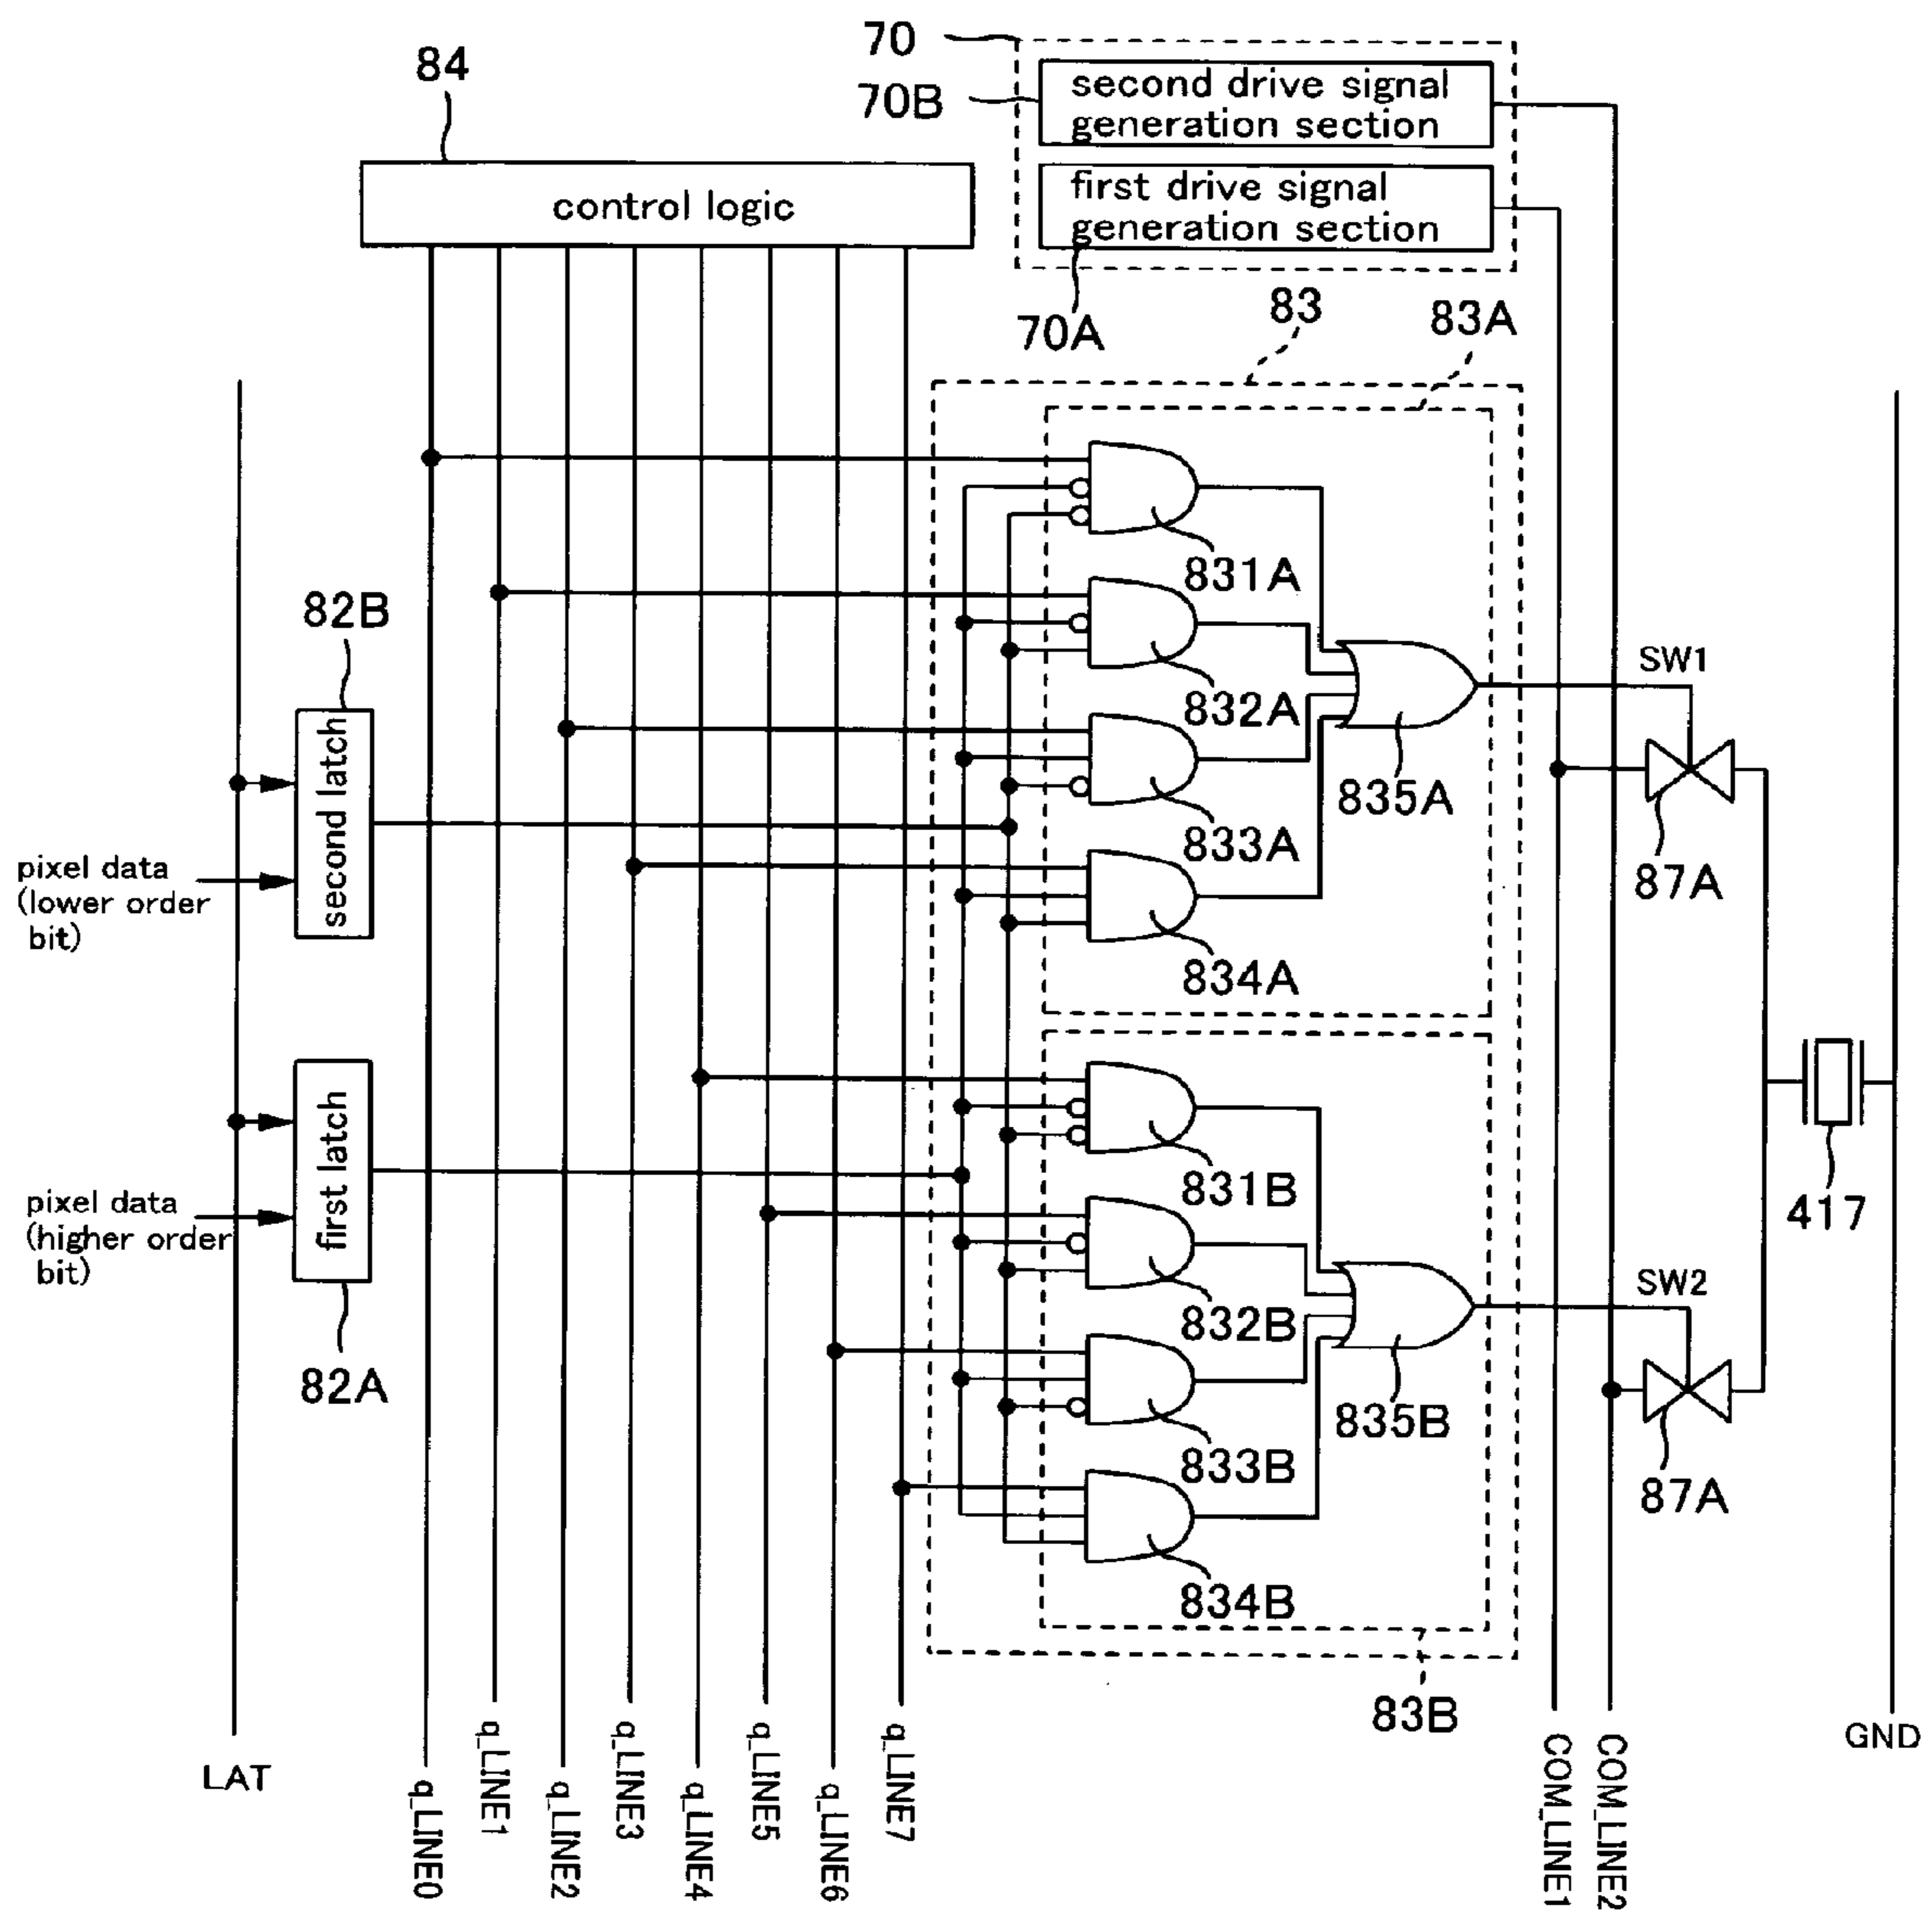 70
84
second drive signal
generation section
70B
first drive signal
generation section
control logic
70A
83
83A
831A
82B
832A
SW1
second latch
835A
833A
87A
pixel data
(lower order
bit)
834A
first latch
831B
pixel data
(higher order
bit)
417
SW2
832B
82A
835B
833B
87A
834B
83B
LAT
q_LINE0
q_LINE1
q_LINE2
q_LINE3
q_LINE4
q_LINE5
q_LINE6
q_LINE7
COM_LINE1
COM_LINE2
GND